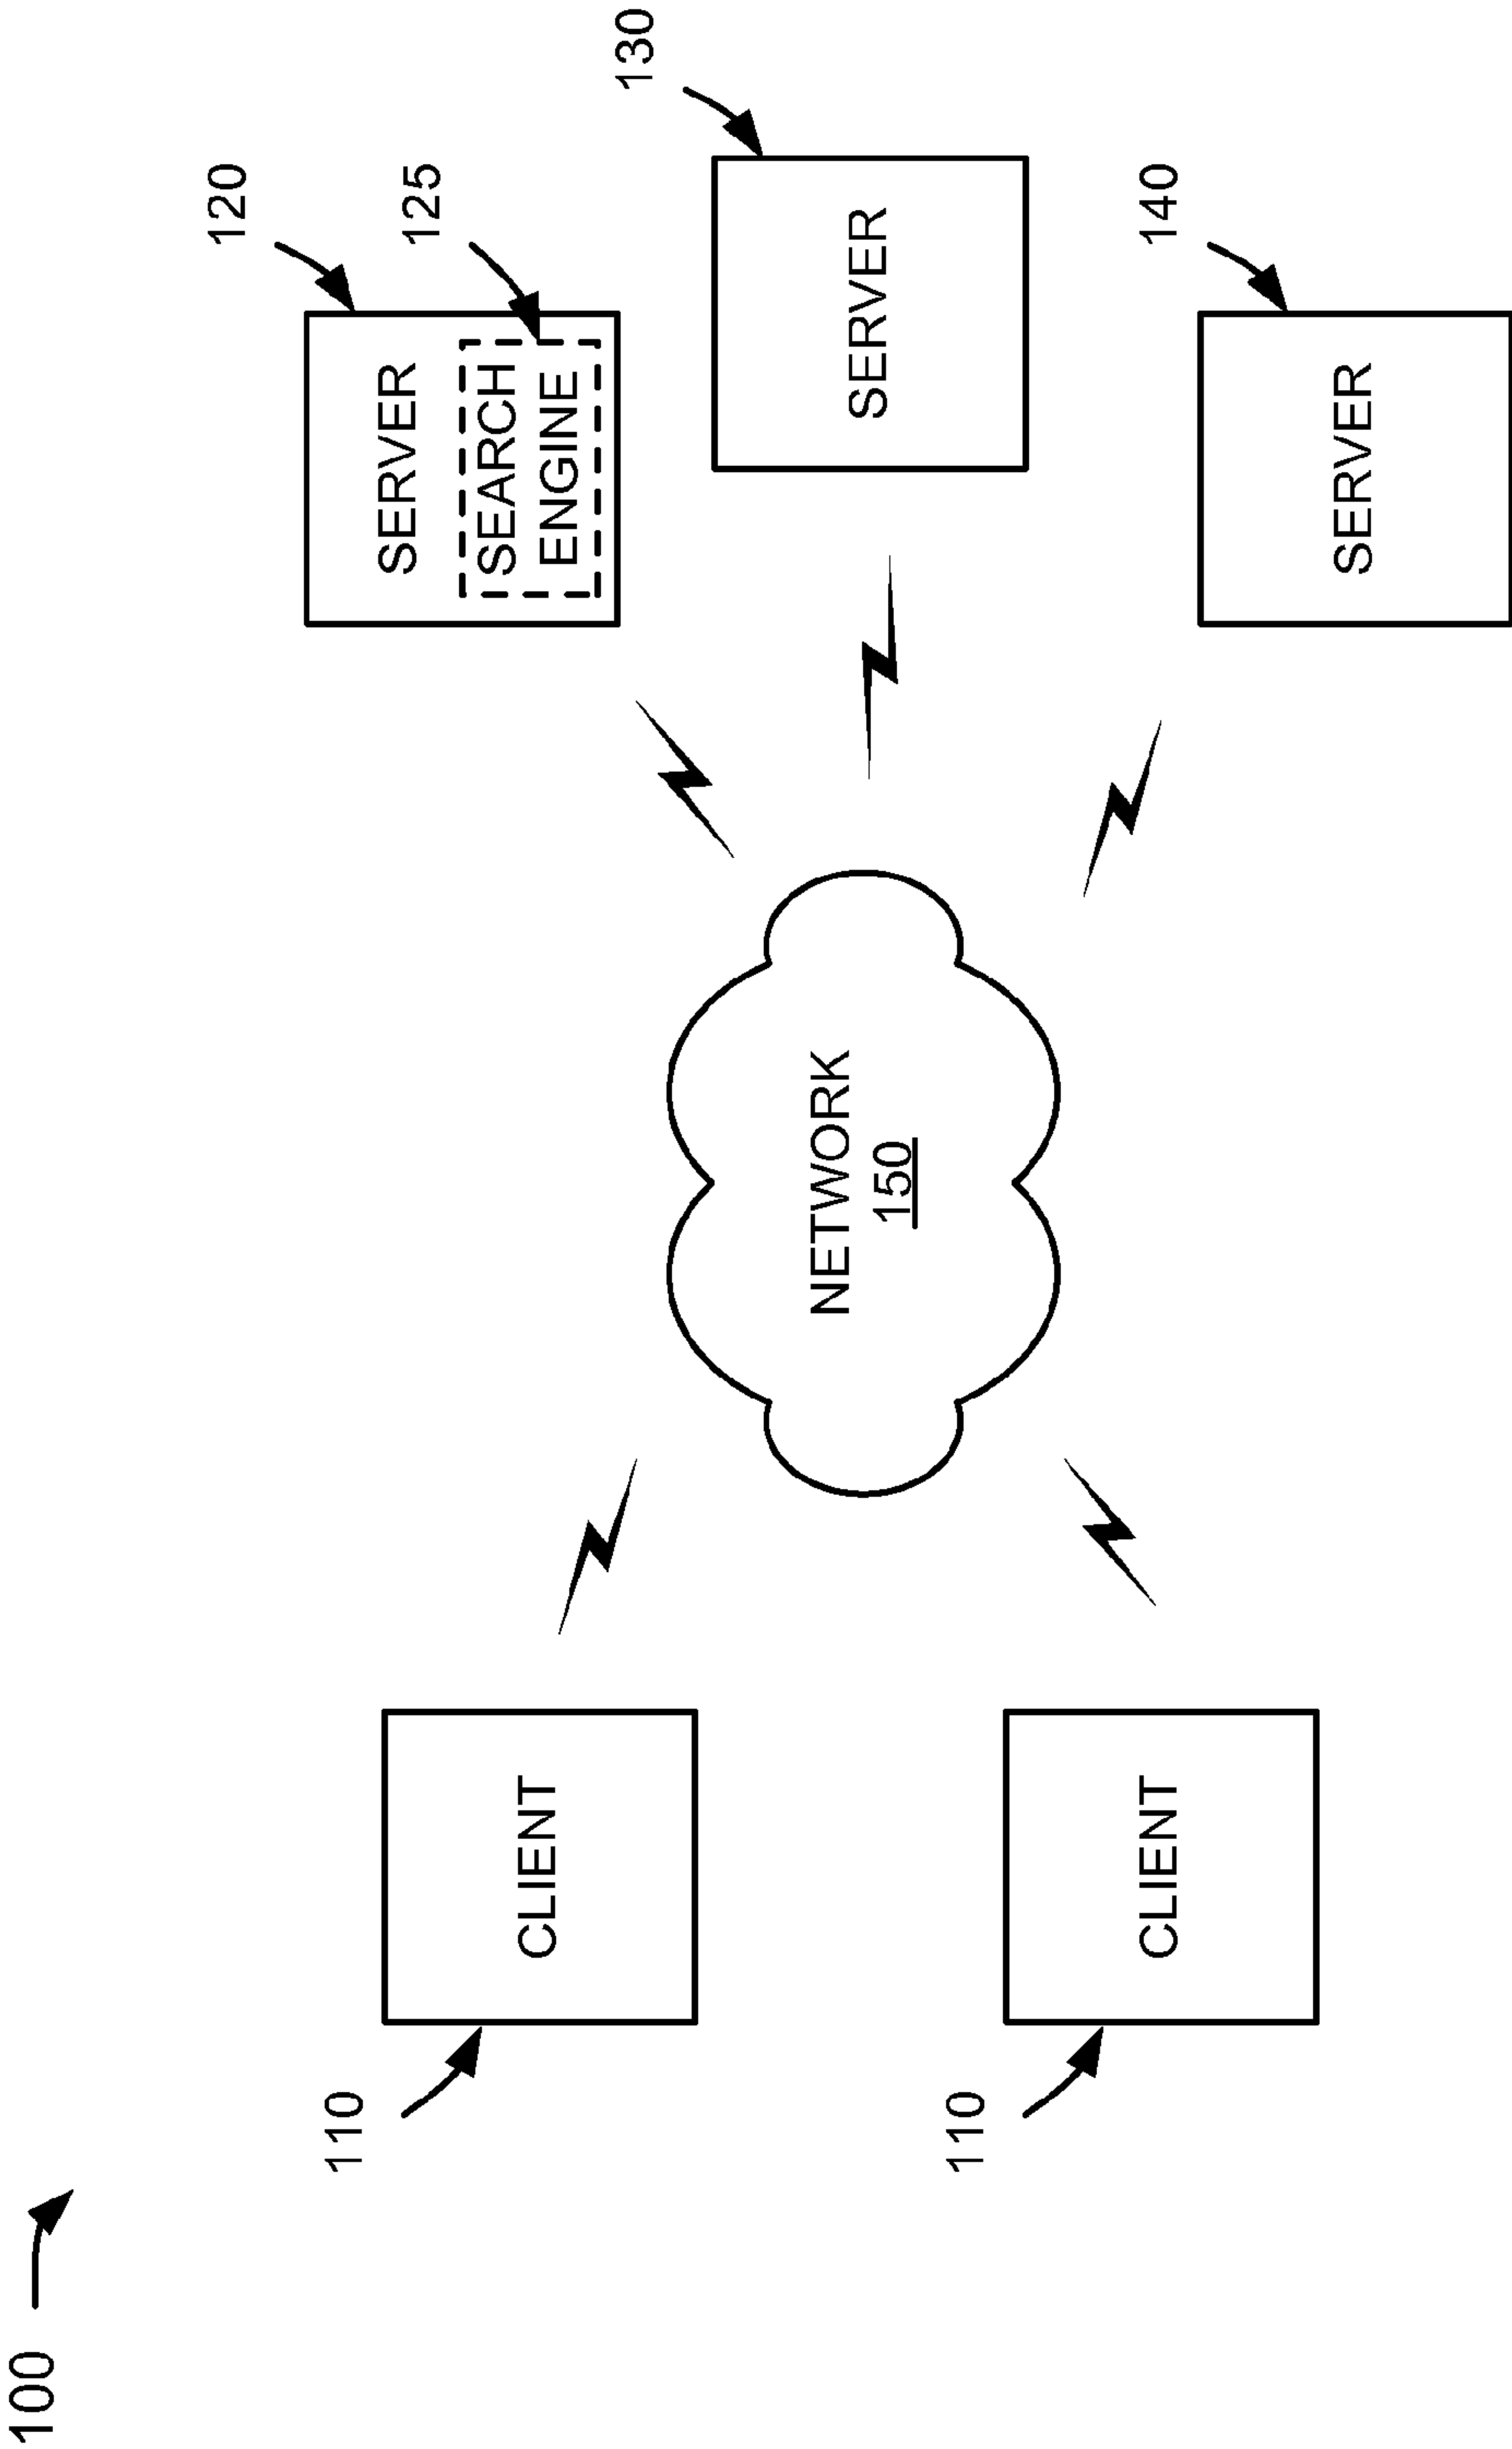 100
110
CLIENT
110
CLIENT
NETWORK
150
120
SERVER
125
SEARCH
ENGINE
130
SERVER
140
SERVER